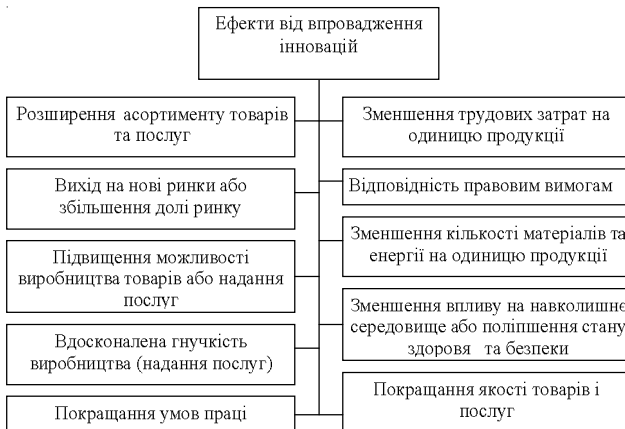 Ефекти від впровадження
інновацій
Розширення асортименту товарів
та послуг
Вихід на нові ринки або
збільшення долі ринку
Підвищення можливості
виробництва товарів або надання
послуг
Вдосконалена гнучкість
виробництва (надання послуг)
Покращання умов праці
Зменшення трудових затрат на
одиницю продукції
Відповідність правовим вимогам
Зменшення кількості матеріалів та
енергії на одиницю продукції
Зменшення впливу на навколишнє
середовище або поліпшення стану
здоровя та безпеки
Покращання якості товарів і
послуг